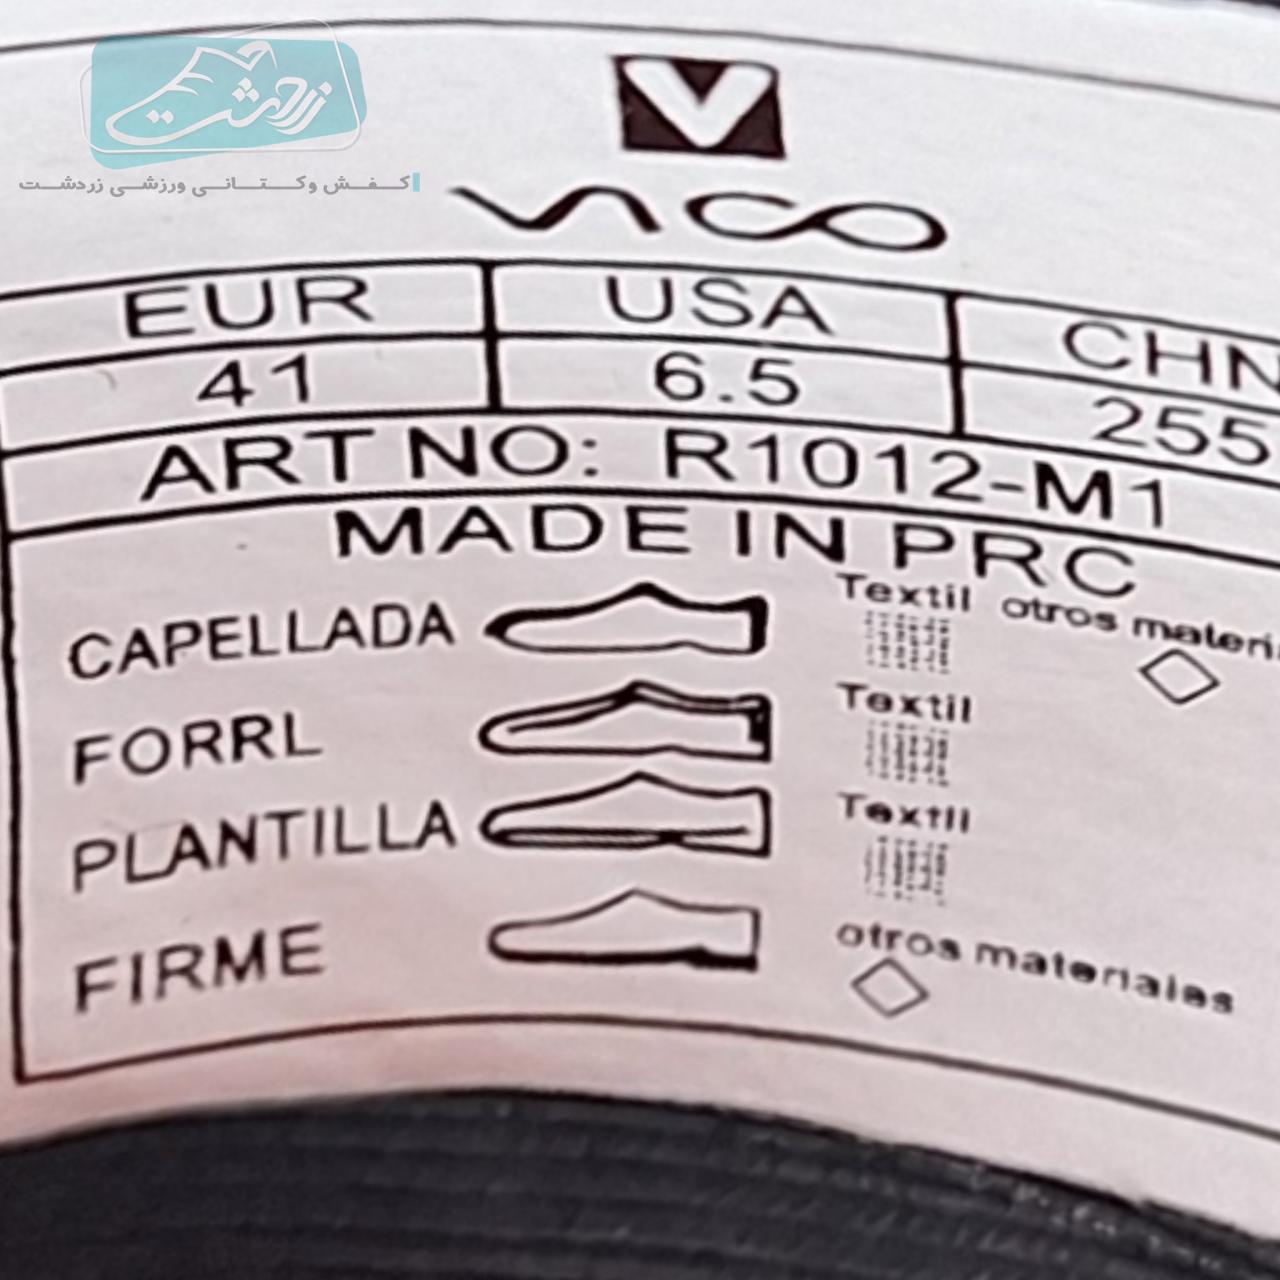 زردشت
کفش و کتانی ورزشی زردشت
V
VICO
EUR USA CHN
41 6.5 255
ART NO: R1012-M1
MADE IN PRC
CAPELLADA Textil otros materi
FORRL Textil
PLANTILLA Textil
FIRME otros materiales